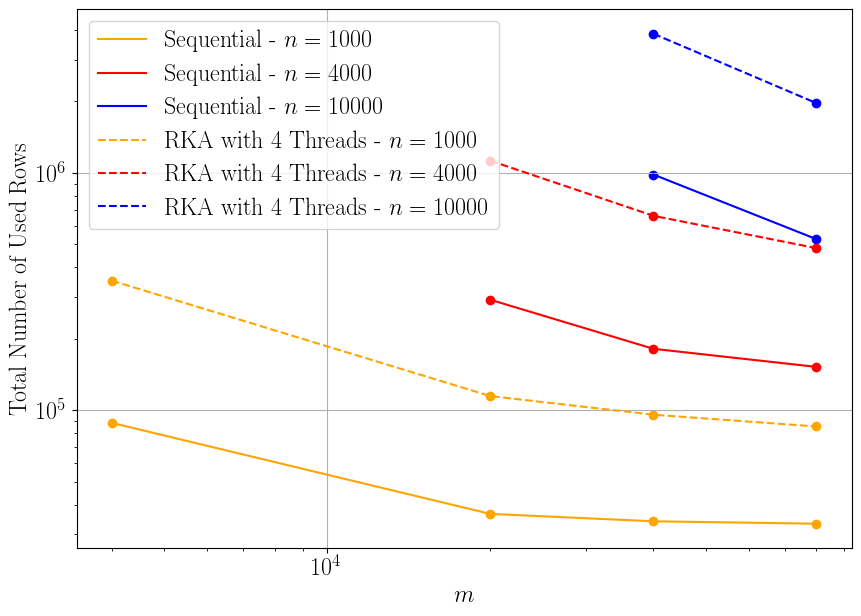 Sequential - n = 1000
Sequential - n = 4000
Sequential - n = 10000
RKA with 4 Threads - n = 1000
RKA with 4 Threads - n = 4000
RKA with 4 Threads - n = 10000
Total Number of Used Rows
10^6
10^5
10^4
m